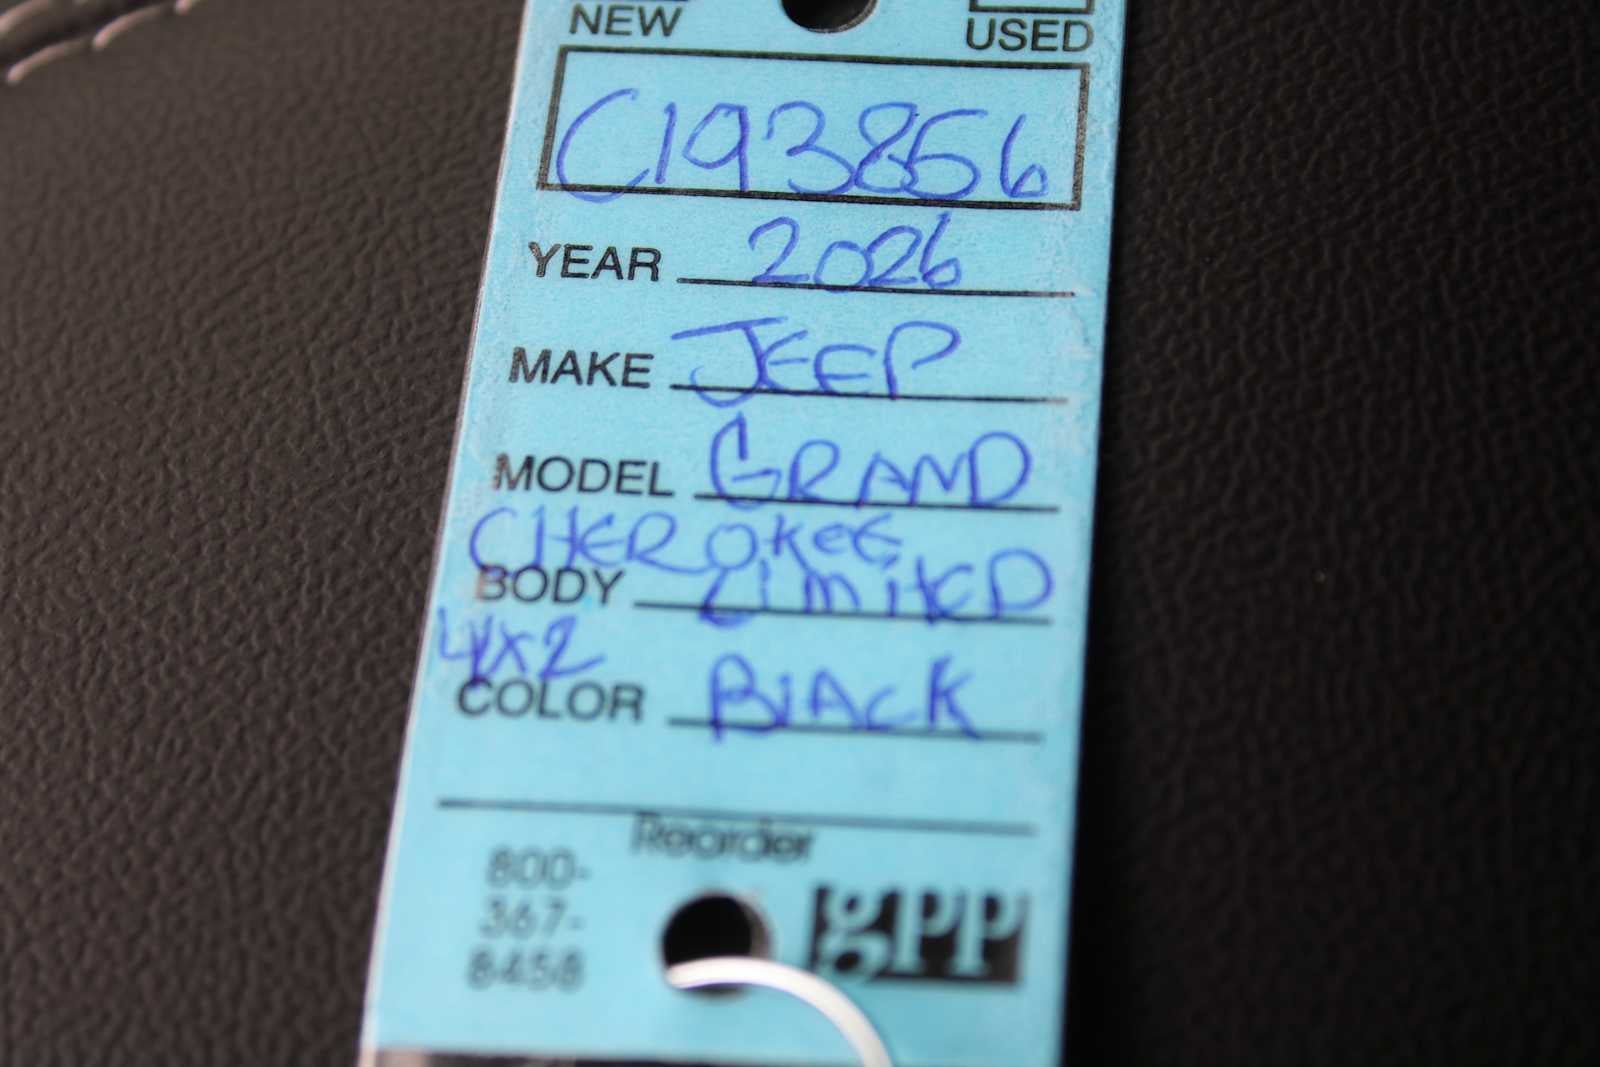 NEW USED
C193856
YEAR 2026
MAKE JEEP
MODEL GRAND
CHEROKEE
BODY LIMITED
4X2
COLOR BLACK
Reorder
800-
367-
8458
gpp